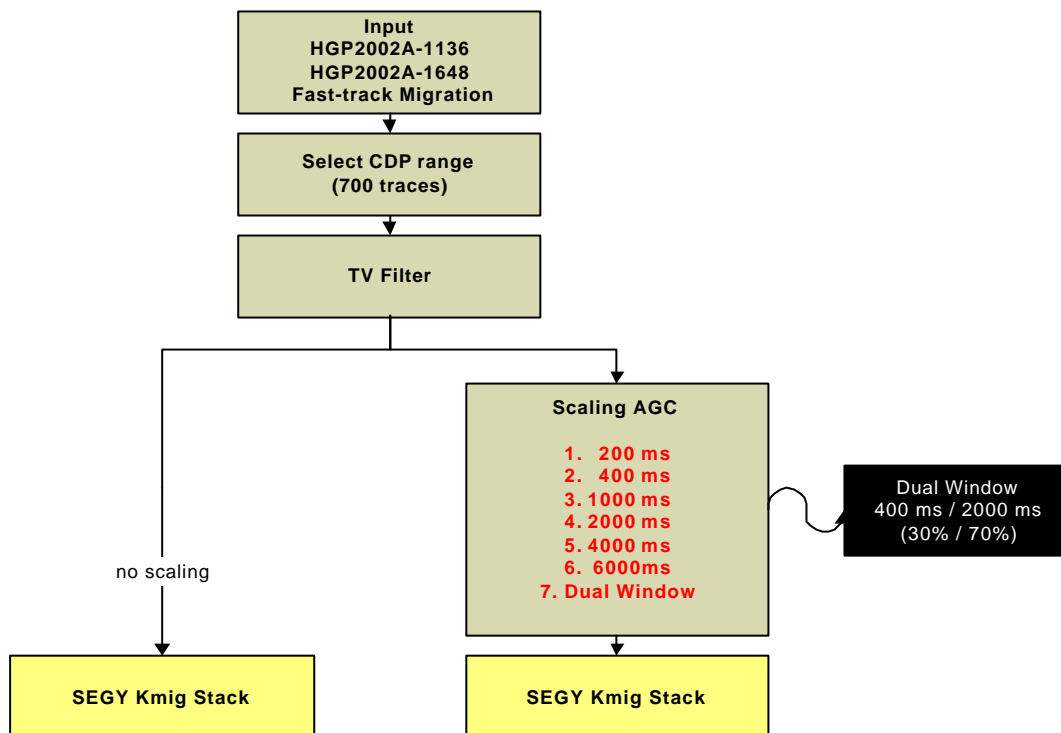 Input
HGP2002A-1136
HGP2002A-1648
Fast-track Migration
Select CDP range
(700 traces)
TV Filter
Scaling AGC
1. 200 ms
2. 400 ms
3. 1000 ms
4. 2000 ms
5. 4000 ms
6. 6000ms
7. Dual Window
Dual Window
400 ms / 2000 ms
(30% / 70%)
no scaling
SEGY Kmig Stack
SEGY Kmig Stack